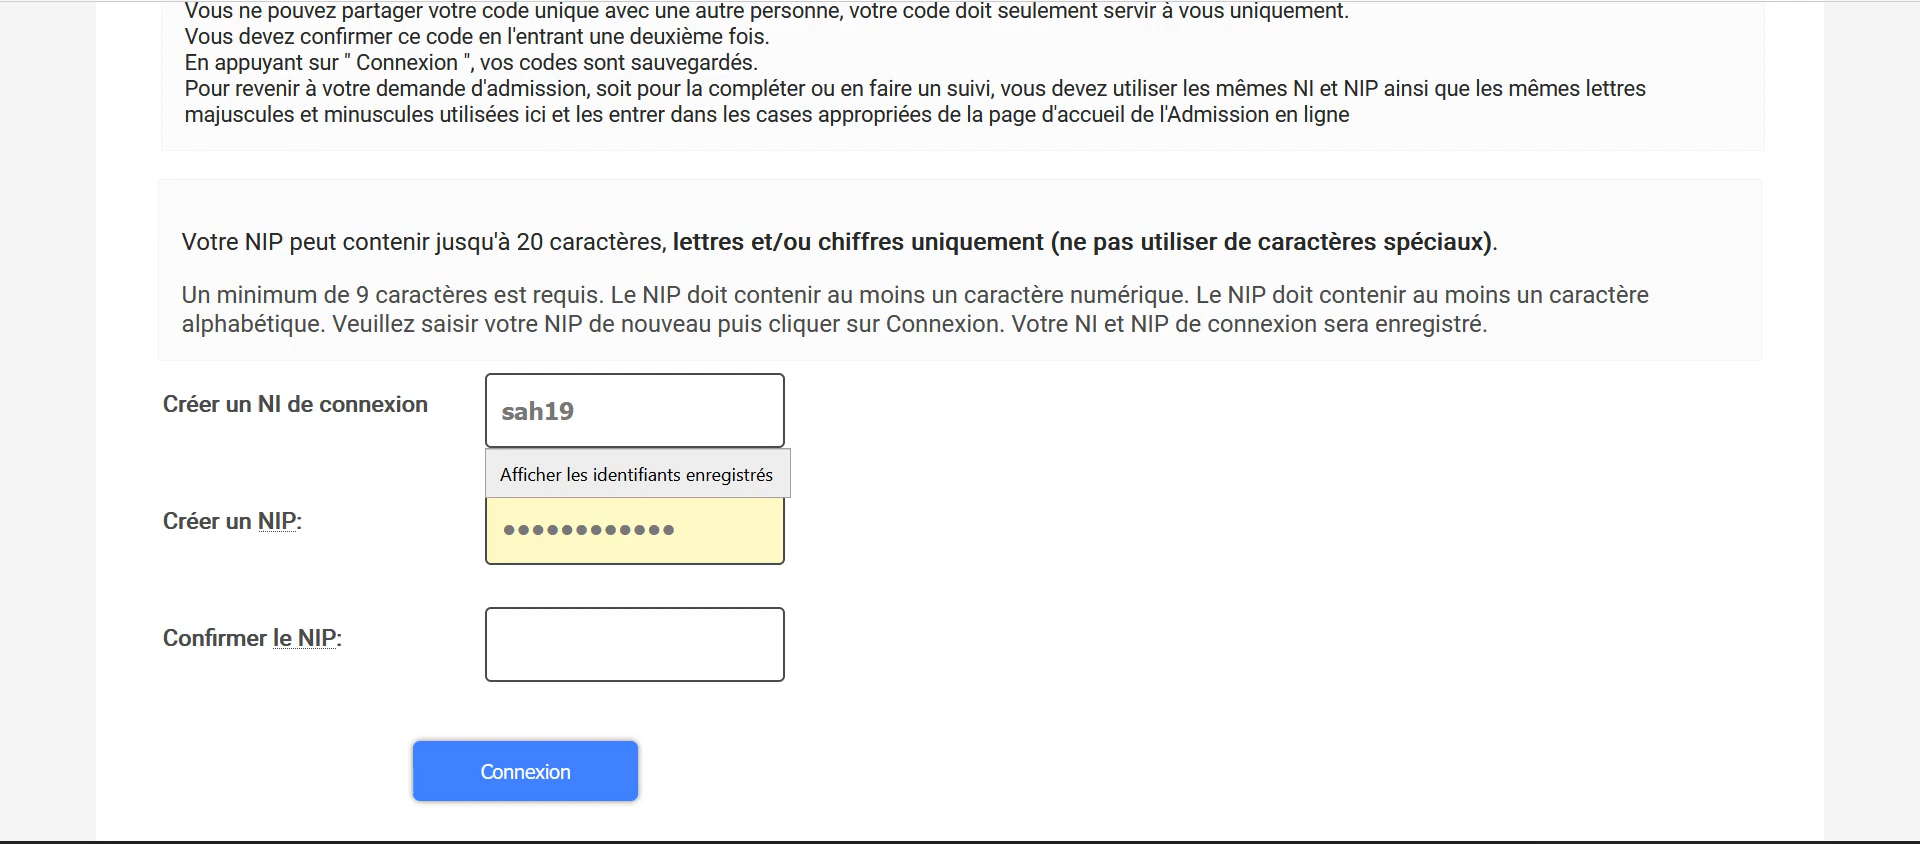 Vous ne pouvez partager votre code unique avec une autre personne, votre code doit seulement servir à vous uniquement.
Vous devez confirmer ce code en l'entrant une deuxième fois.
En appuyant sur " Connexion ", vos codes sont sauvegardés.
Pour revenir à votre demande d'admission, soit pour la compléter ou en faire un suivi, vous devez utiliser les mêmes NI et NIP ainsi que les mêmes lettres
majuscules et minuscules utilisées ici et les entrer dans les cases appropriées de la page d'accueil de l'Admission en ligne
Votre NIP peut contenir jusqu'à 20 caractères, lettres et/ou chiffres uniquement (ne pas utiliser de caractères spéciaux).
Un minimum de 9 caractères est requis. Le NIP doit contenir au moins un caractère numérique. Le NIP doit contenir au moins un caractère
alphabétique. Veuillez saisir votre NIP de nouveau puis cliquer sur Connexion. Votre NI et NIP de connexion sera enregistré.
Créer un NI de connexion
sah19
Afficher les identifiants enregistrés
Créer un NIP:
●●●●●●●●●●●●
Confirmer le NIP:
Connexion